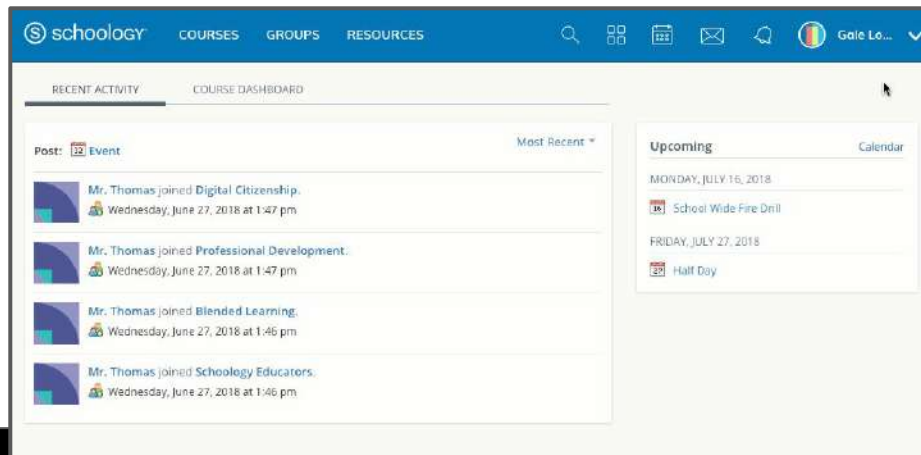 schoology COURSES GROUPS RESOURCES Gale Lo...
RECENT ACTIVITY COURSE DASHBOARD
Post: Event
Most Recent
Mr. Thomas joined Digital Citizenship.
Wednesday, June 27, 2018 at 1:47 pm
Mr. Thomas joined Professional Development.
Wednesday, June 27, 2018 at 1:47 pm
Mr. Thomas joined Blended Learning.
Wednesday, June 27, 2018 at 1:46 pm
Mr. Thomas joined Schoology Educators.
Wednesday, June 27, 2018 at 1:46 pm
Upcoming Calendar
MONDAY, JULY 16, 2018
School Wide Fire Drill
FRIDAY, JULY 27, 2018
Half Day